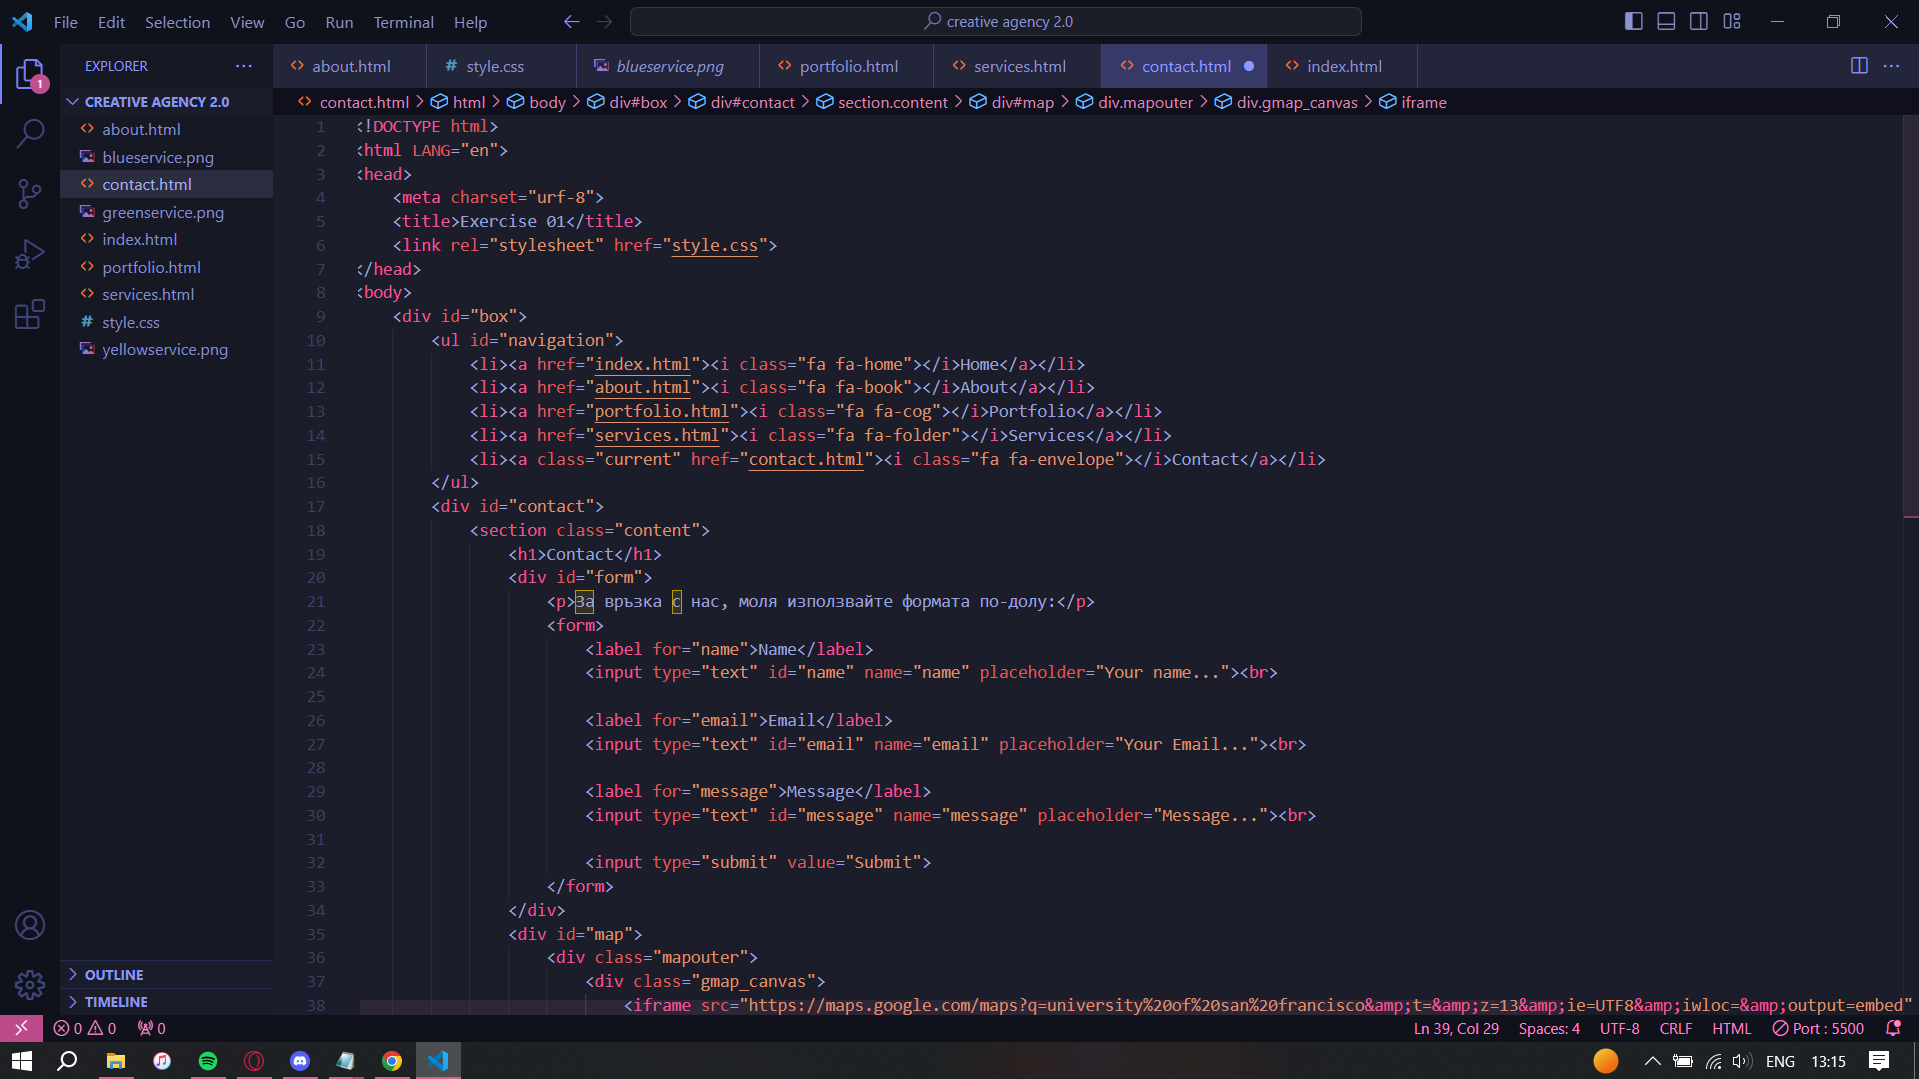 File Edit Selection View Go Run Terminal Help
creative agency 2.0
EXPLORER
about.html
style.css
blueservice.png
portfolio.html
services.html
contact.html
index.html
1
CREATIVE AGENCY 2.0
about.html
blueservice.png
contact.html
greenservice.png
index.html
portfolio.html
services.html
style.css
yellowservice.png
OUTLINE
TIMELINE
contact.html > html > body > div#box > div#contact > section.content > div#map > div.mapouter > div.gmap_canvas > iframe
1 <!DOCTYPE html>
2 <html LANG="en">
3 <head>
4 <meta charset="urf-8">
5 <title>Exercise 01</title>
6 <link rel="stylesheet" href="style.css">
7 </head>
8 <body>
9 <div id="box">
10 <ul id="navigation">
11 <li><a href="index.html"><i class="fa fa-home"></i>Home</a></li>
12 <li><a href="about.html"><i class="fa fa-book"></i>About</a></li>
13 <li><a href="portfolio.html"><i class="fa fa-cog"></i>Portfolio</a></li>
14 <li><a href="services.html"><i class="fa fa-folder"></i>Services</a></li>
15 <li><a class="current" href="contact.html"><i class="fa fa-envelope"></i>Contact</a></li>
16 </ul>
17 <div id="contact">
18 <section class="content">
19 <h1>Contact</h1>
20 <div id="form">
21 <p>За връзка с нас, моля използвайте формата по-долу:</p>
22 <form>
23 <label for="name">Name</label>
24 <input type="text" id="name" name="name" placeholder="Your name..."><br>
25
26 <label for="email">Email</label>
27 <input type="text" id="email" name="email" placeholder="Your Email..."><br>
28
29 <label for="message">Message</label>
30 <input type="text" id="message" name="message" placeholder="Message..."><br>
31
32 <input type="submit" value="Submit">
33 </form>
34 </div>
35 <div id="map">
36 <div class="mapouter">
37 <div class="gmap_canvas">
38 <iframe src="https://maps.google.com/maps?q=university%20of%20san%20francisco&amp;t=&amp;z=13&amp;ie=UTF8&amp;iwloc=&amp;output=embed"
0 0 0
Ln 39, Col 29 Spaces: 4 UTF-8 CRLF HTML Port : 5500
ENG 13:15